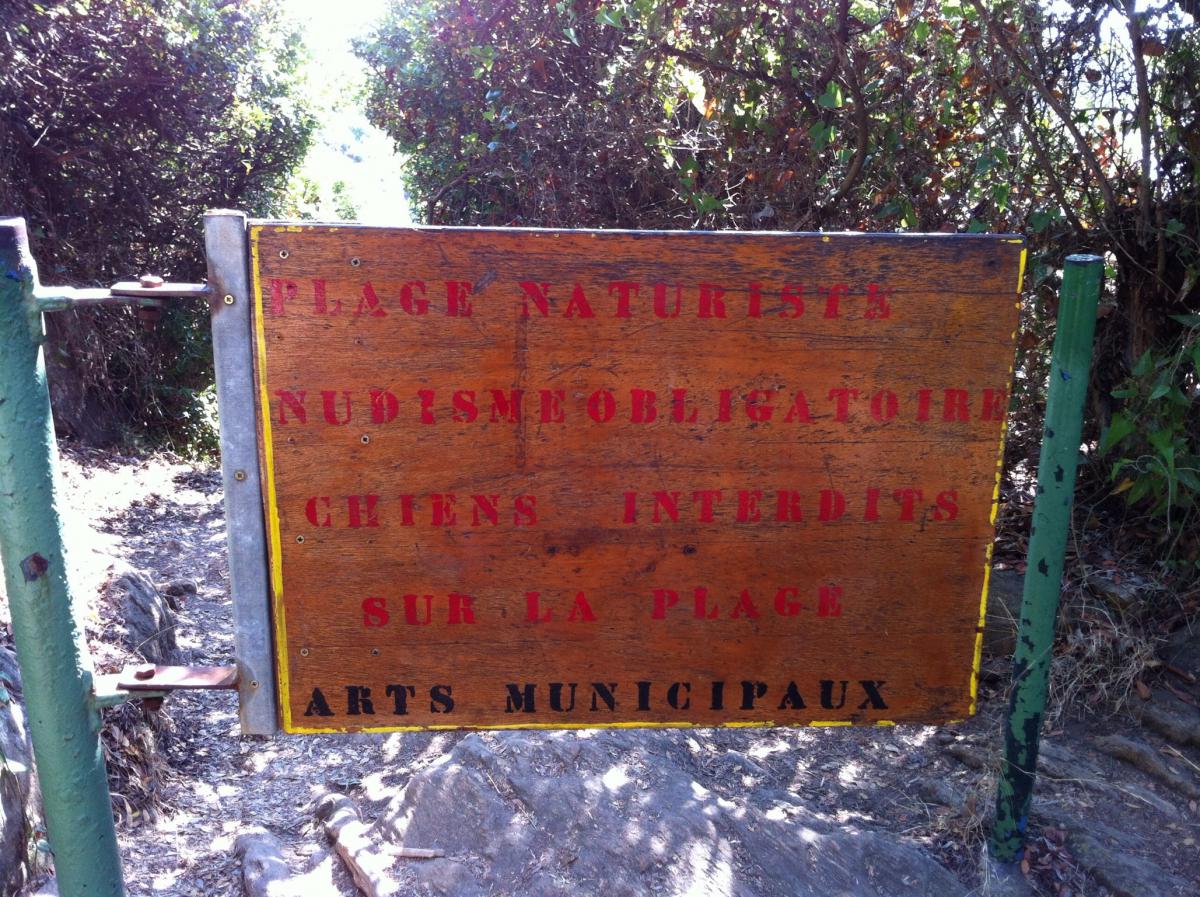 PLAGE NATURISTE
NUDISME OBLIGATOIRE
CHIENS INTERDITS
SUR LA PLAGE
ARTS MUNICIPAUX